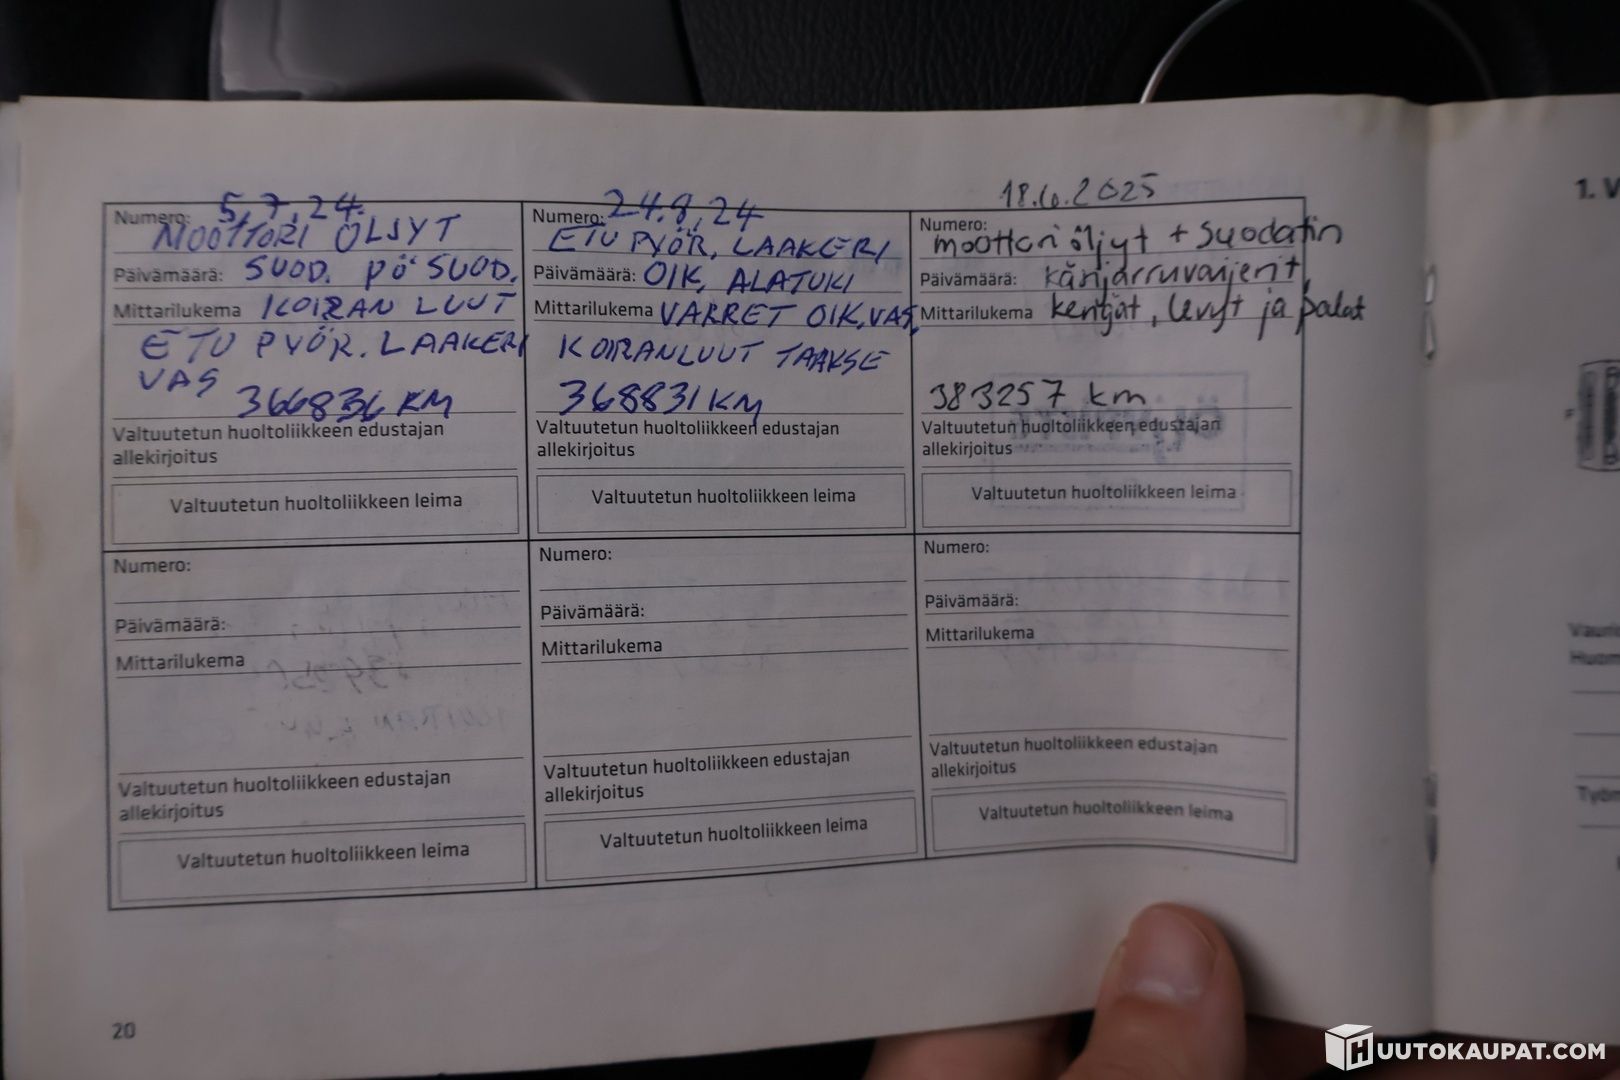 5.7.24.
Numero: MOOTTORI ÖLJYT
Päivämäärä: SUOD. PÖ SUOD.
Mittarilukema KOIRAN LUUT
ETU PYÖR. LAAKERI
VAS
366836 KM
Valtuutetun huoltoliikkeen edustajan
allekirjoitus
Valtuutetun huoltoliikkeen leima
24.8.24
Numero: ETU PYÖR. LAAKERI
Päivämäärä: OIK, ALATUKI
Mittarilukema VARRET OIK,VAS,
KOIRANLUUT TAAKSE
368831 KM
Valtuutetun huoltoliikkeen edustajan
allekirjoitus
Valtuutetun huoltoliikkeen leima
18.6.2025
Numero: moottoriöljyt + suodatin
Päivämäärä: käsijarruvaijerit,
Mittarilukema kengät, levyt ja palat
383257 km
Valtuutetun huoltoliikkeen edustajan
allekirjoitus
Valtuutetun huoltoliikkeen leima
Numero:
Päivämäärä:
Mittarilukema
Valtuutetun huoltoliikkeen edustajan
allekirjoitus
Valtuutetun huoltoliikkeen leima
Numero:
Päivämäärä:
Mittarilukema
Valtuutetun huoltoliikkeen edustajan
allekirjoitus
Valtuutetun huoltoliikkeen leima
Numero:
Päivämäärä:
Mittarilukema
Valtuutetun huoltoliikkeen edustajan
allekirjoitus
Valtuutetun huoltoliikkeen leima
20
1. V
HUUTOKAUPAT.COM